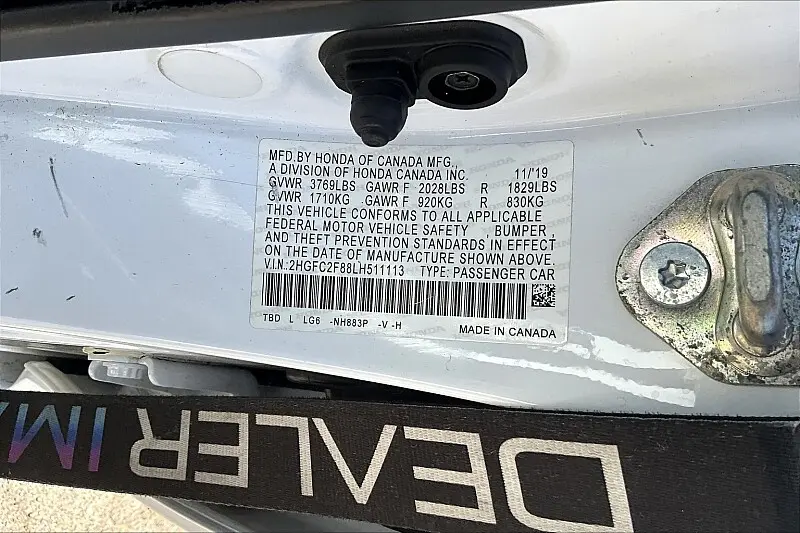 MFD.BY HONDA OF CANADA MFG.,
A DIVISION OF HONDA CANADA INC. 11/'19
GVWR 3769LBS GAWR F 2028LBS R 1829LBS
GVWR 1710KG GAWR F 920KG R 830KG
THIS VEHICLE CONFORMS TO ALL APPLICABLE
FEDERAL MOTOR VEHICLE SAFETY , BUMPER ,
AND THEFT PREVENTION STANDARDS IN EFFECT
ON THE DATE OF MANUFACTURE SHOWN ABOVE.
V.I.N.:2HGFC2F88LH511113 TYPE: PASSENGER CAR
TBD L LG6 -NH883P -V -H MADE IN CANADA
DEALER IMA